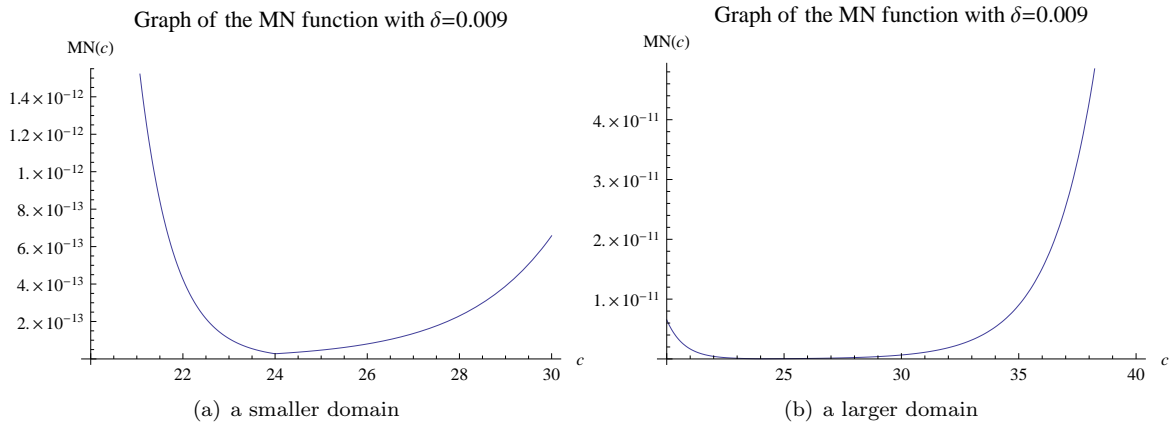 Graph of the MN function with δ=0.009
MN(c)
1.4×10⁻¹²
1.2×10⁻¹²
1.×10⁻¹²
8.×10⁻¹³
6.×10⁻¹³
4.×10⁻¹³
2.×10⁻¹³
22 24 26 28 30 c
(a) a smaller domain
Graph of the MN function with δ=0.009
MN(c)
4.×10⁻¹¹
3.×10⁻¹¹
2.×10⁻¹¹
1.×10⁻¹¹
25 30 35 40 c
(b) a larger domain